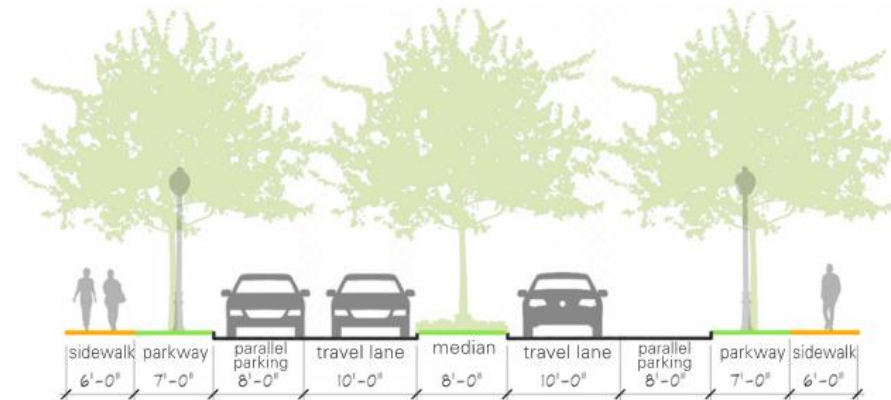 sidewalk parkway parallel parking travel lane median travel lane parallel parking parkway sidewalk
6'-0" 7'-0" 8'-0" 10'-0" 8'-0" 10'-0" 8'-0" 7'-0" 6'-0"